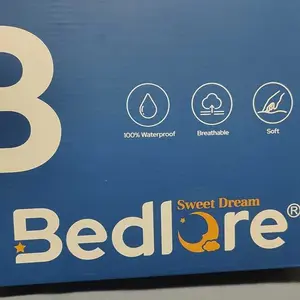 B
100% Waterproof
Breathable
Soft
Sweet Dream
Bedlore®